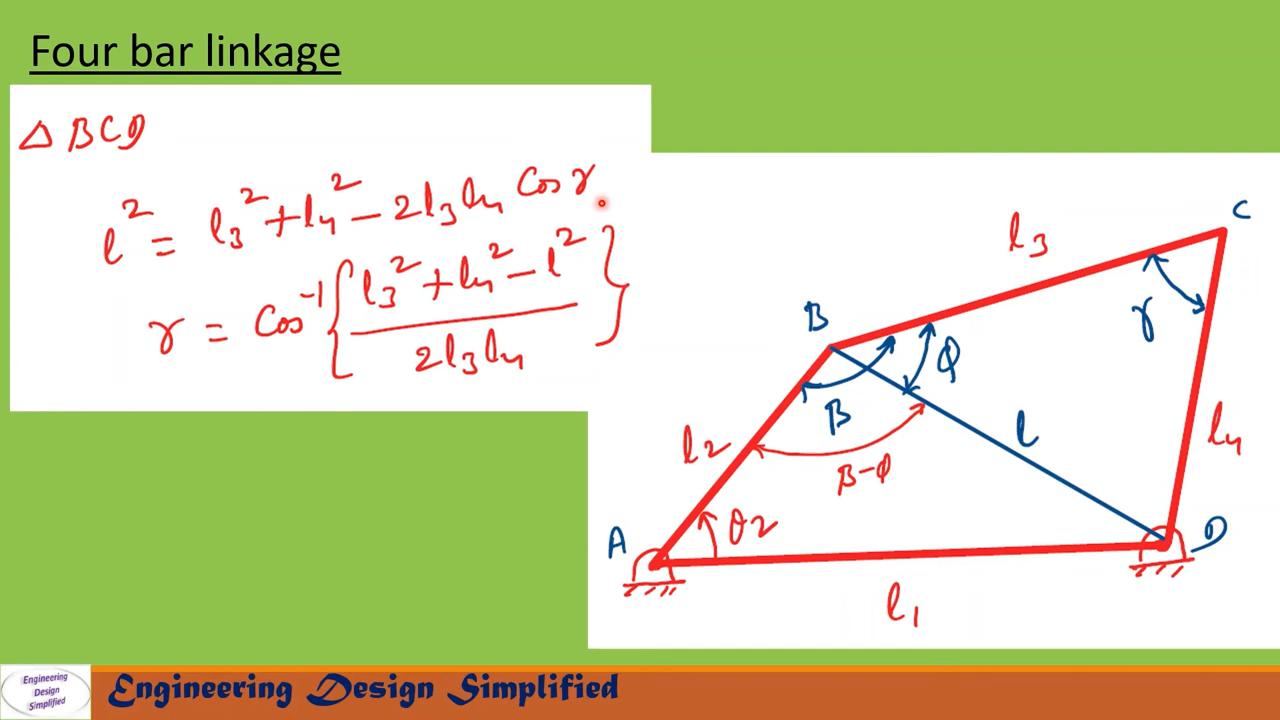 Four bar linkage
△ BCD
l² = l₃² + l₄² - 2l₃l₄ Cos γ
γ = Cos⁻¹ { (l₃² + l₄² - l²) / 2l₃l₄ }
C
l₃
γ
B
φ
β
l
l₄
l₂
β-φ
A
θ₂
D
l₁
Engineering
Design
Simplified
Engineering Design Simplified